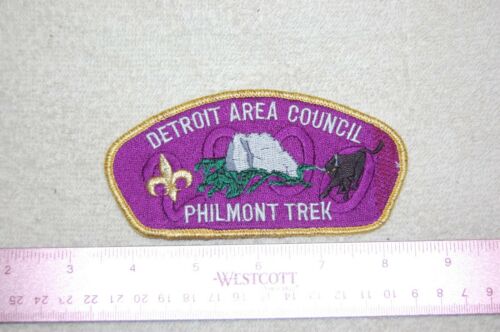 DETROIT AREA COUNCIL
PHILMONT TREK
2 3 4 5 6 7 8 9
WESTCOTT
25 24 23 22 21 20 19 18 17 16 15 14 13 12 11 10 9 8 7 6